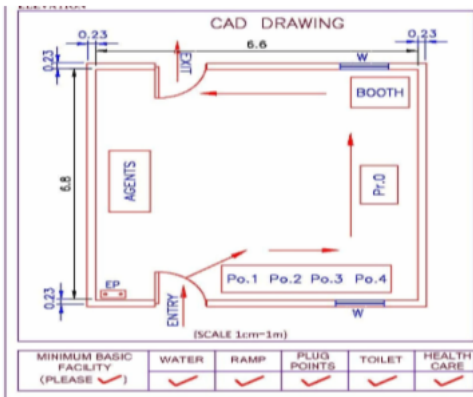 ELEVATION
CAD DRAWING
0.23
6.6
0.23
0.23
EXIT
W
BOOTH
6.8
AGENTS
Pr.0
EP
Po.1 Po.2 Po.3 Po.4
0.23
ENTRY
W
(SCALE 1cm-1m)
MINIMUM BASIC FACILITY (PLEASE ✓)
WATER
RAMP
PLUG POINTS
TOILET
HEALTH CARE